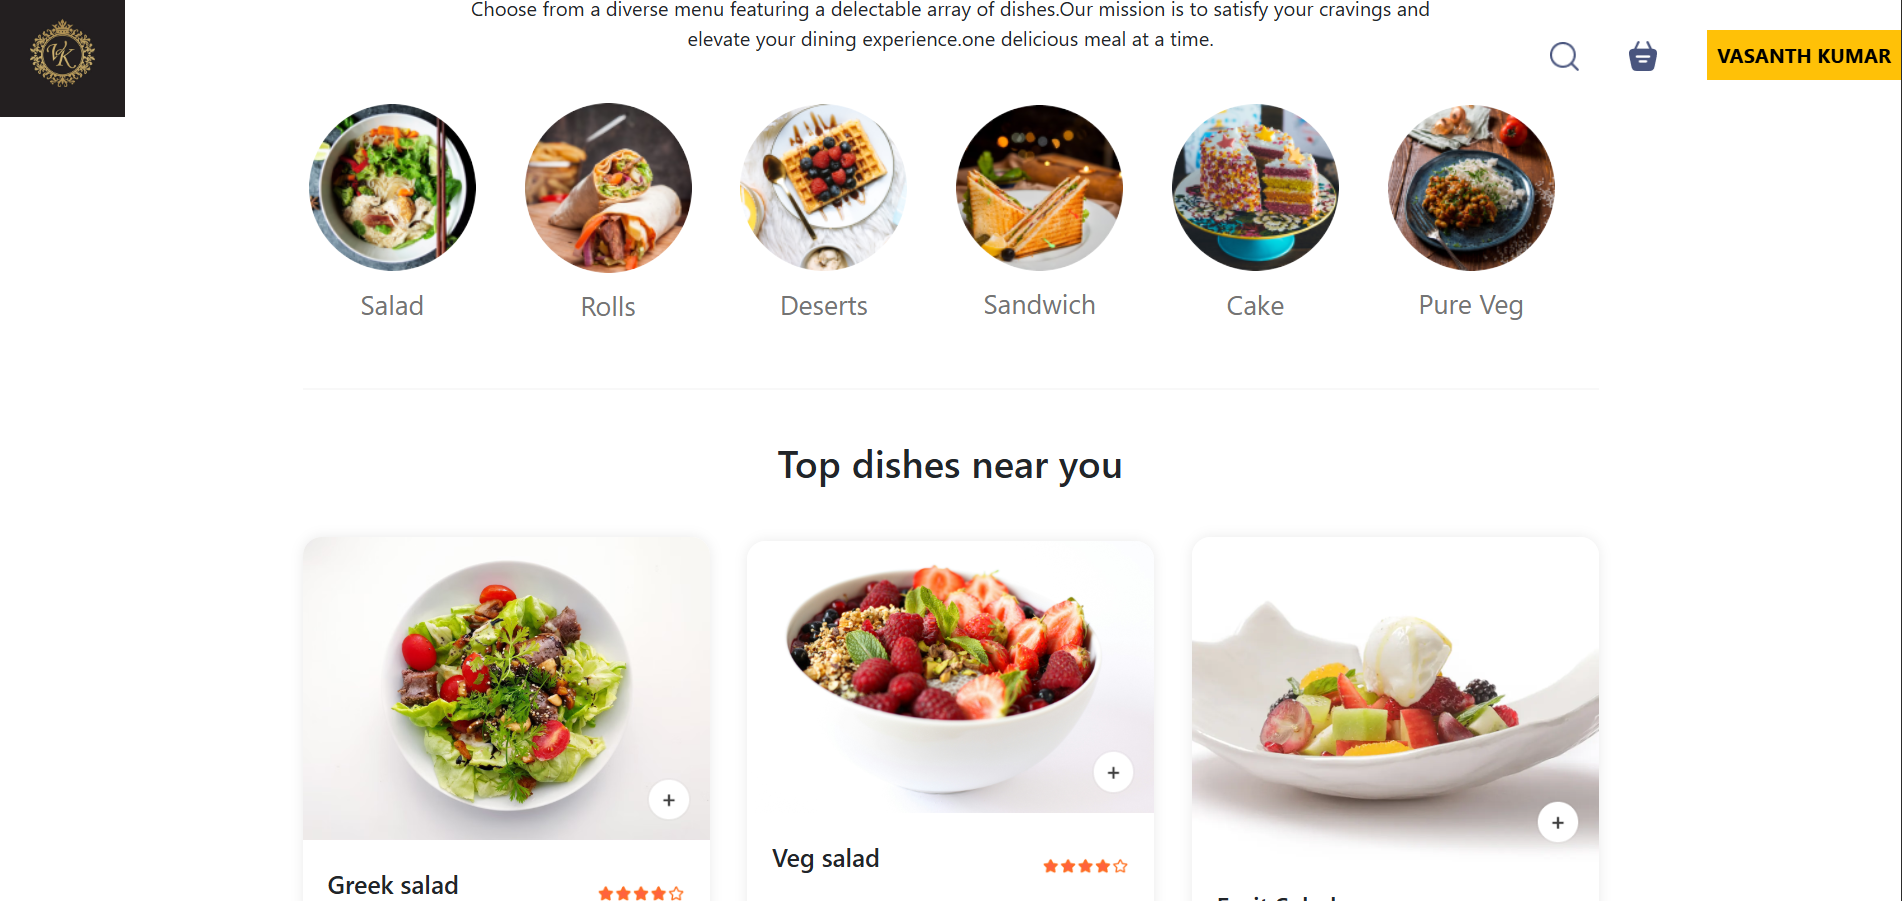 Choose from a diverse menu featuring a delectable array of dishes.Our mission is to satisfy your cravings and
elevate your dining experience.one delicious meal at a time.
VK
VASANTH KUMAR
Salad
Rolls
Deserts
Sandwich
Cake
Pure Veg
Top dishes near you
+
+
+
Veg salad
Greek salad